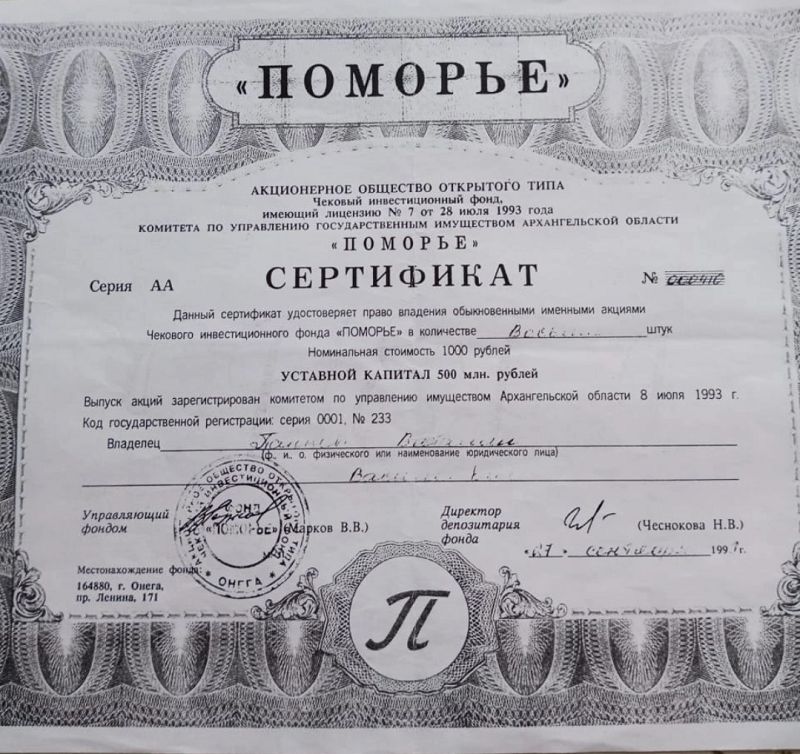 «ПОМОРЬЕ»
АКЦИОНЕРНОЕ ОБЩЕСТВО ОТКРЫТОГО ТИПА
Чековый инвестиционный фонд,
имеющий лицензию № 7 от 28 июля 1993 года
КОМИТЕТА ПО УПРАВЛЕНИЮ ГОСУДАРСТВЕННЫМ ИМУЩЕСТВОМ АРХАНГЕЛЬСКОЙ ОБЛАСТИ
«ПОМОРЬЕ»
Серия АА СЕРТИФИКАТ №
Данный сертификат удостоверяет право владения обыкновенными именными акциями
Чекового инвестиционного фонда «ПОМОРЬЕ» в количестве штук
Номинальная стоимость 1000 рублей
УСТАВНОЙ КАПИТАЛ 500 млн. рублей
Выпуск акций зарегистрирован комитетом по управлению имуществом Архангельской области 8 июля 1993 г.
Код государственной регистрации: серия 0001, № 233
Владелец
(ф. и. о. физического или наименование юридического лица)
Управляющий фондом (Марков В.В.)
Директор депозитария фонда (Чеснокова Н.В.)
сентября 199 г.
Местонахождение фонда:
164880, г. Онега,
пр. Ленина, 171
П